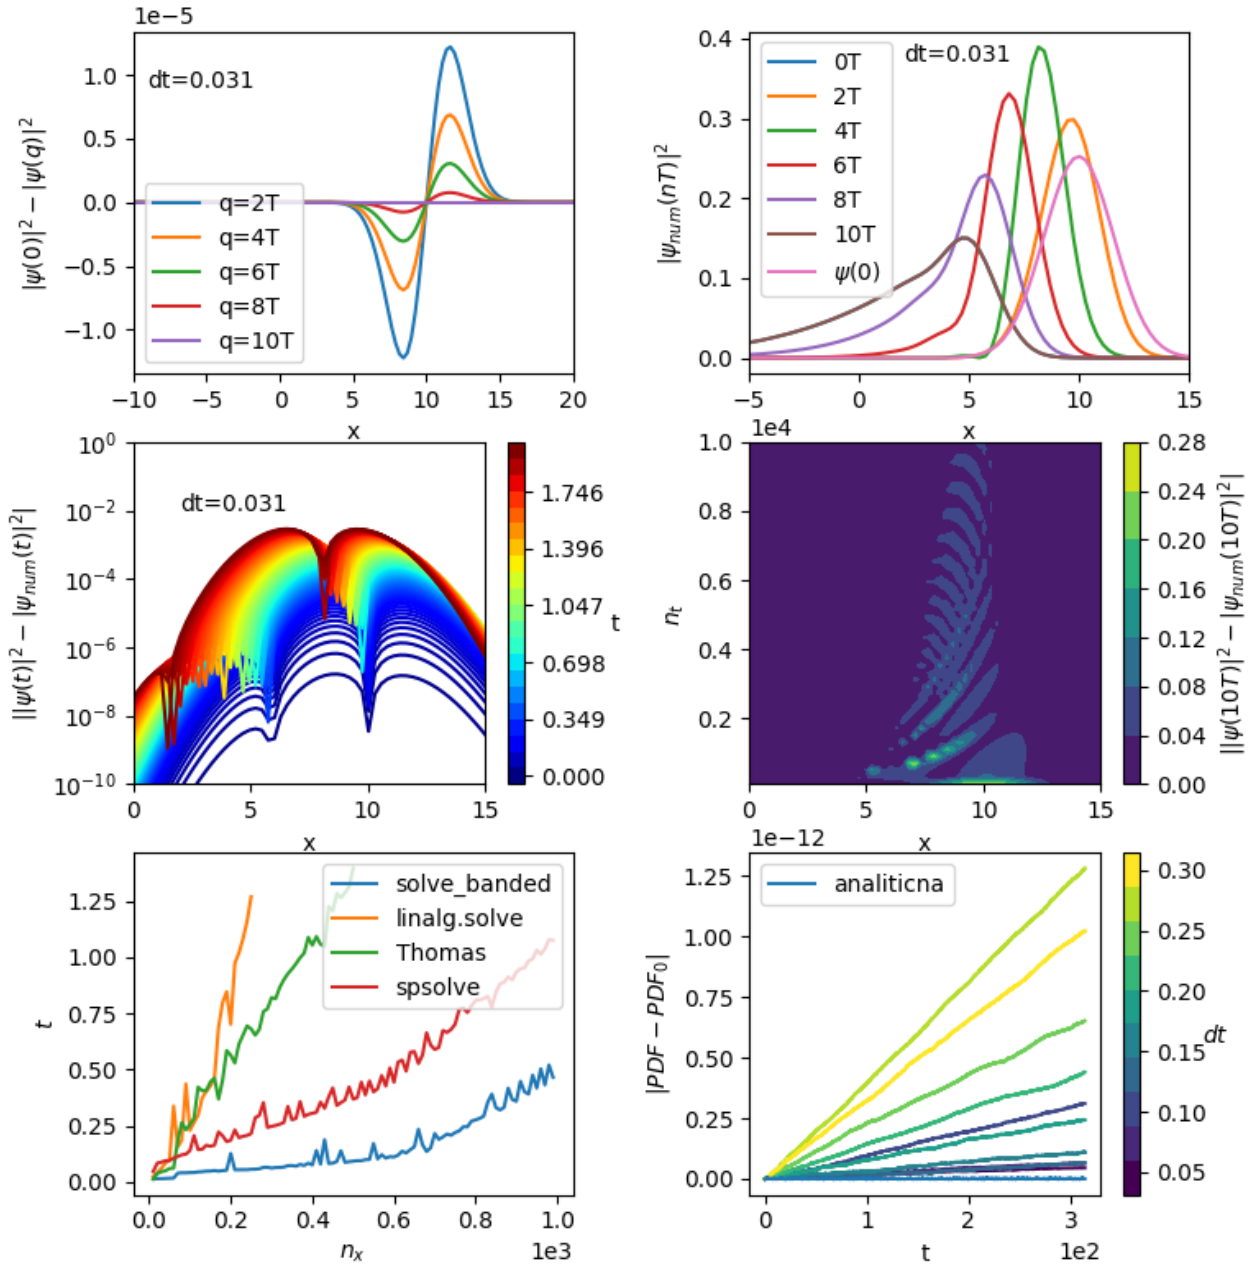 1e−5
1.0
0.5
0.0
−0.5
−1.0
|ψ(0)|² − |ψ(q)|²
dt=0.031
q=2T
q=4T
q=6T
q=8T
q=10T
−10 −5 0 5 10 15 20
x
0.4
0.3
0.2
0.1
0.0
|ψnum(nT)|²
dt=0.031
0T
2T
4T
6T
8T
10T
ψ(0)
−5 0 5 10 15
x
10⁰
10⁻²
10⁻⁴
10⁻⁶
10⁻⁸
10⁻¹⁰
||ψ(t)|² − |ψnum(t)|²|
dt=0.031
0 5 10 15
x
1.746
1.396
1.047
0.698
0.349
0.000
t
1e4
1.0
0.8
0.6
0.4
0.2
nt
0 5 10 15
x
0.28
0.24
0.20
0.16
0.12
0.08
0.04
0.00
||ψ(10T)|² − |ψnum(10T)|²|
1.25
1.00
0.75
0.50
0.25
0.00
t
solve_banded
linalg.solve
Thomas
spsolve
0.0 0.2 0.4 0.6 0.8 1.0
nx
1e3
1e−12
1.25
1.00
0.75
0.50
0.25
0.00
|PDF − PDF₀|
analiticna
0 1 2 3
t
1e2
0.30
0.25
0.20
0.15
0.10
0.05
dt